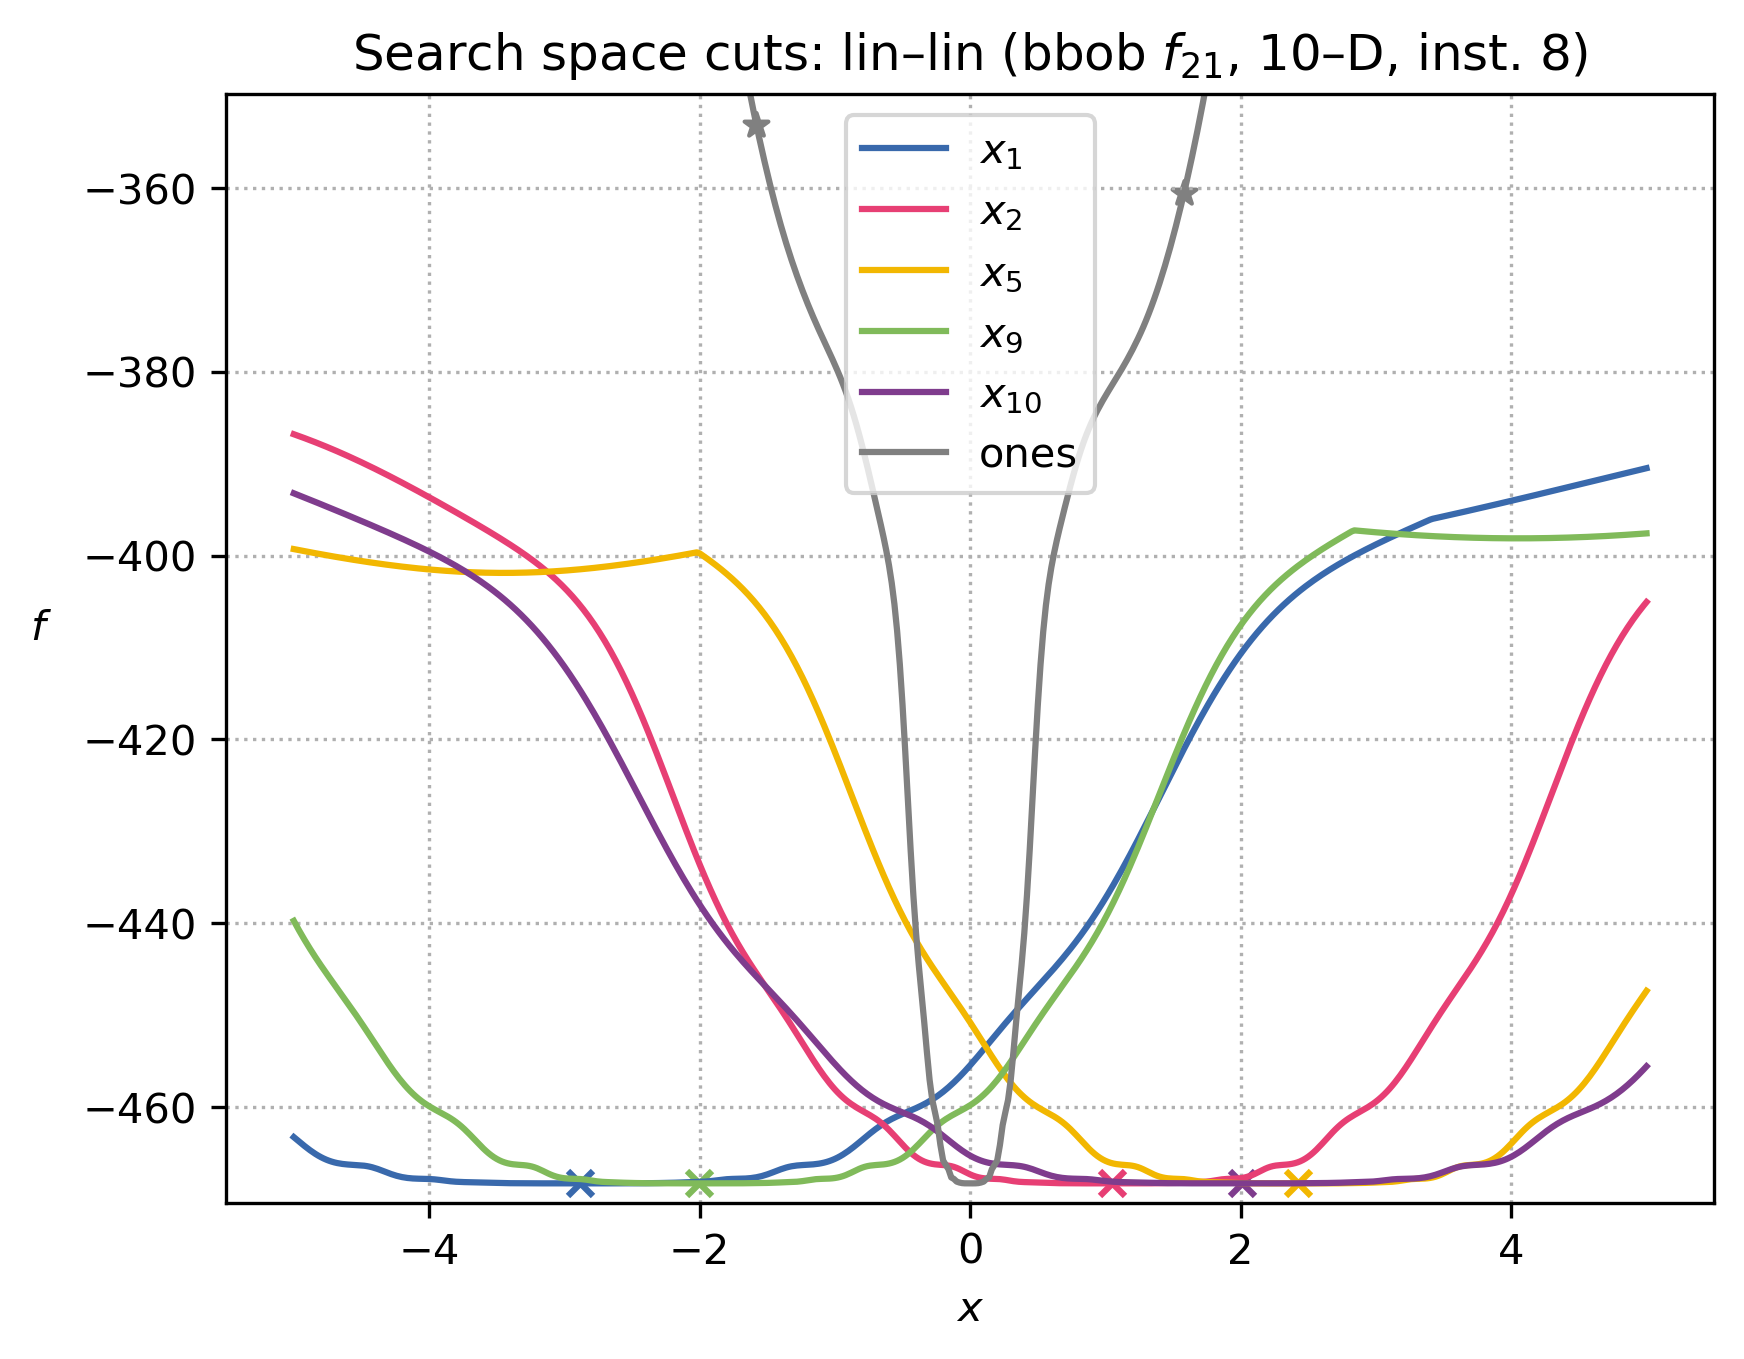 Search space cuts: lin–lin (bbob f₂₁, 10–D, inst. 8)
x₁
x₂
x₅
x₉
x₁₀
ones
−360
−380
−400
−420
−440
−460
f
−4 −2 0 2 4
x